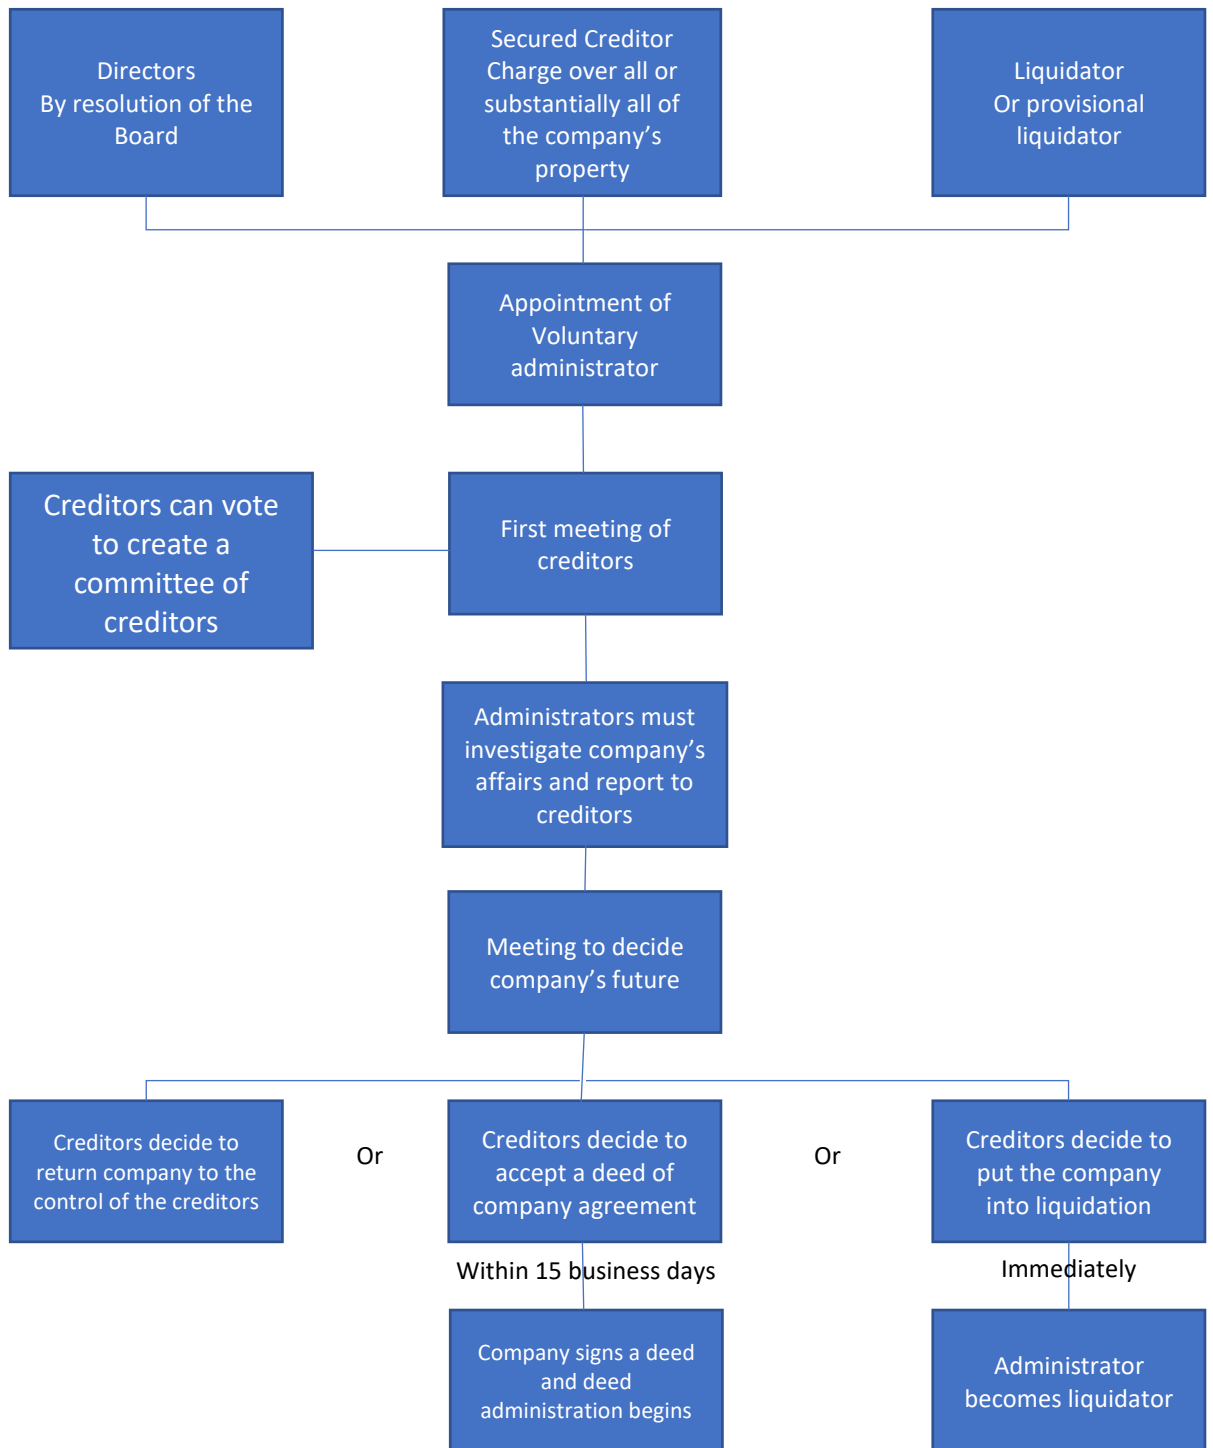 Directors
By resolution of the
Board
Secured Creditor
Charge over all or
substantially all of
the company’s
property
Liquidator
Or provisional
liquidator
Appointment of
Voluntary
administrator
Creditors can vote
to create a
committee of
creditors
First meeting of
creditors
Administrators must
investigate company’s
affairs and report to
creditors
Meeting to decide
company’s future
Creditors decide to
return company to the
control of the creditors
Or
Creditors decide to
accept a deed of
company agreement
Or
Creditors decide to
put the company
into liquidation
Within 15 business days
Immediately
Company signs a deed
and deed
administration begins
Administrator
becomes liquidator